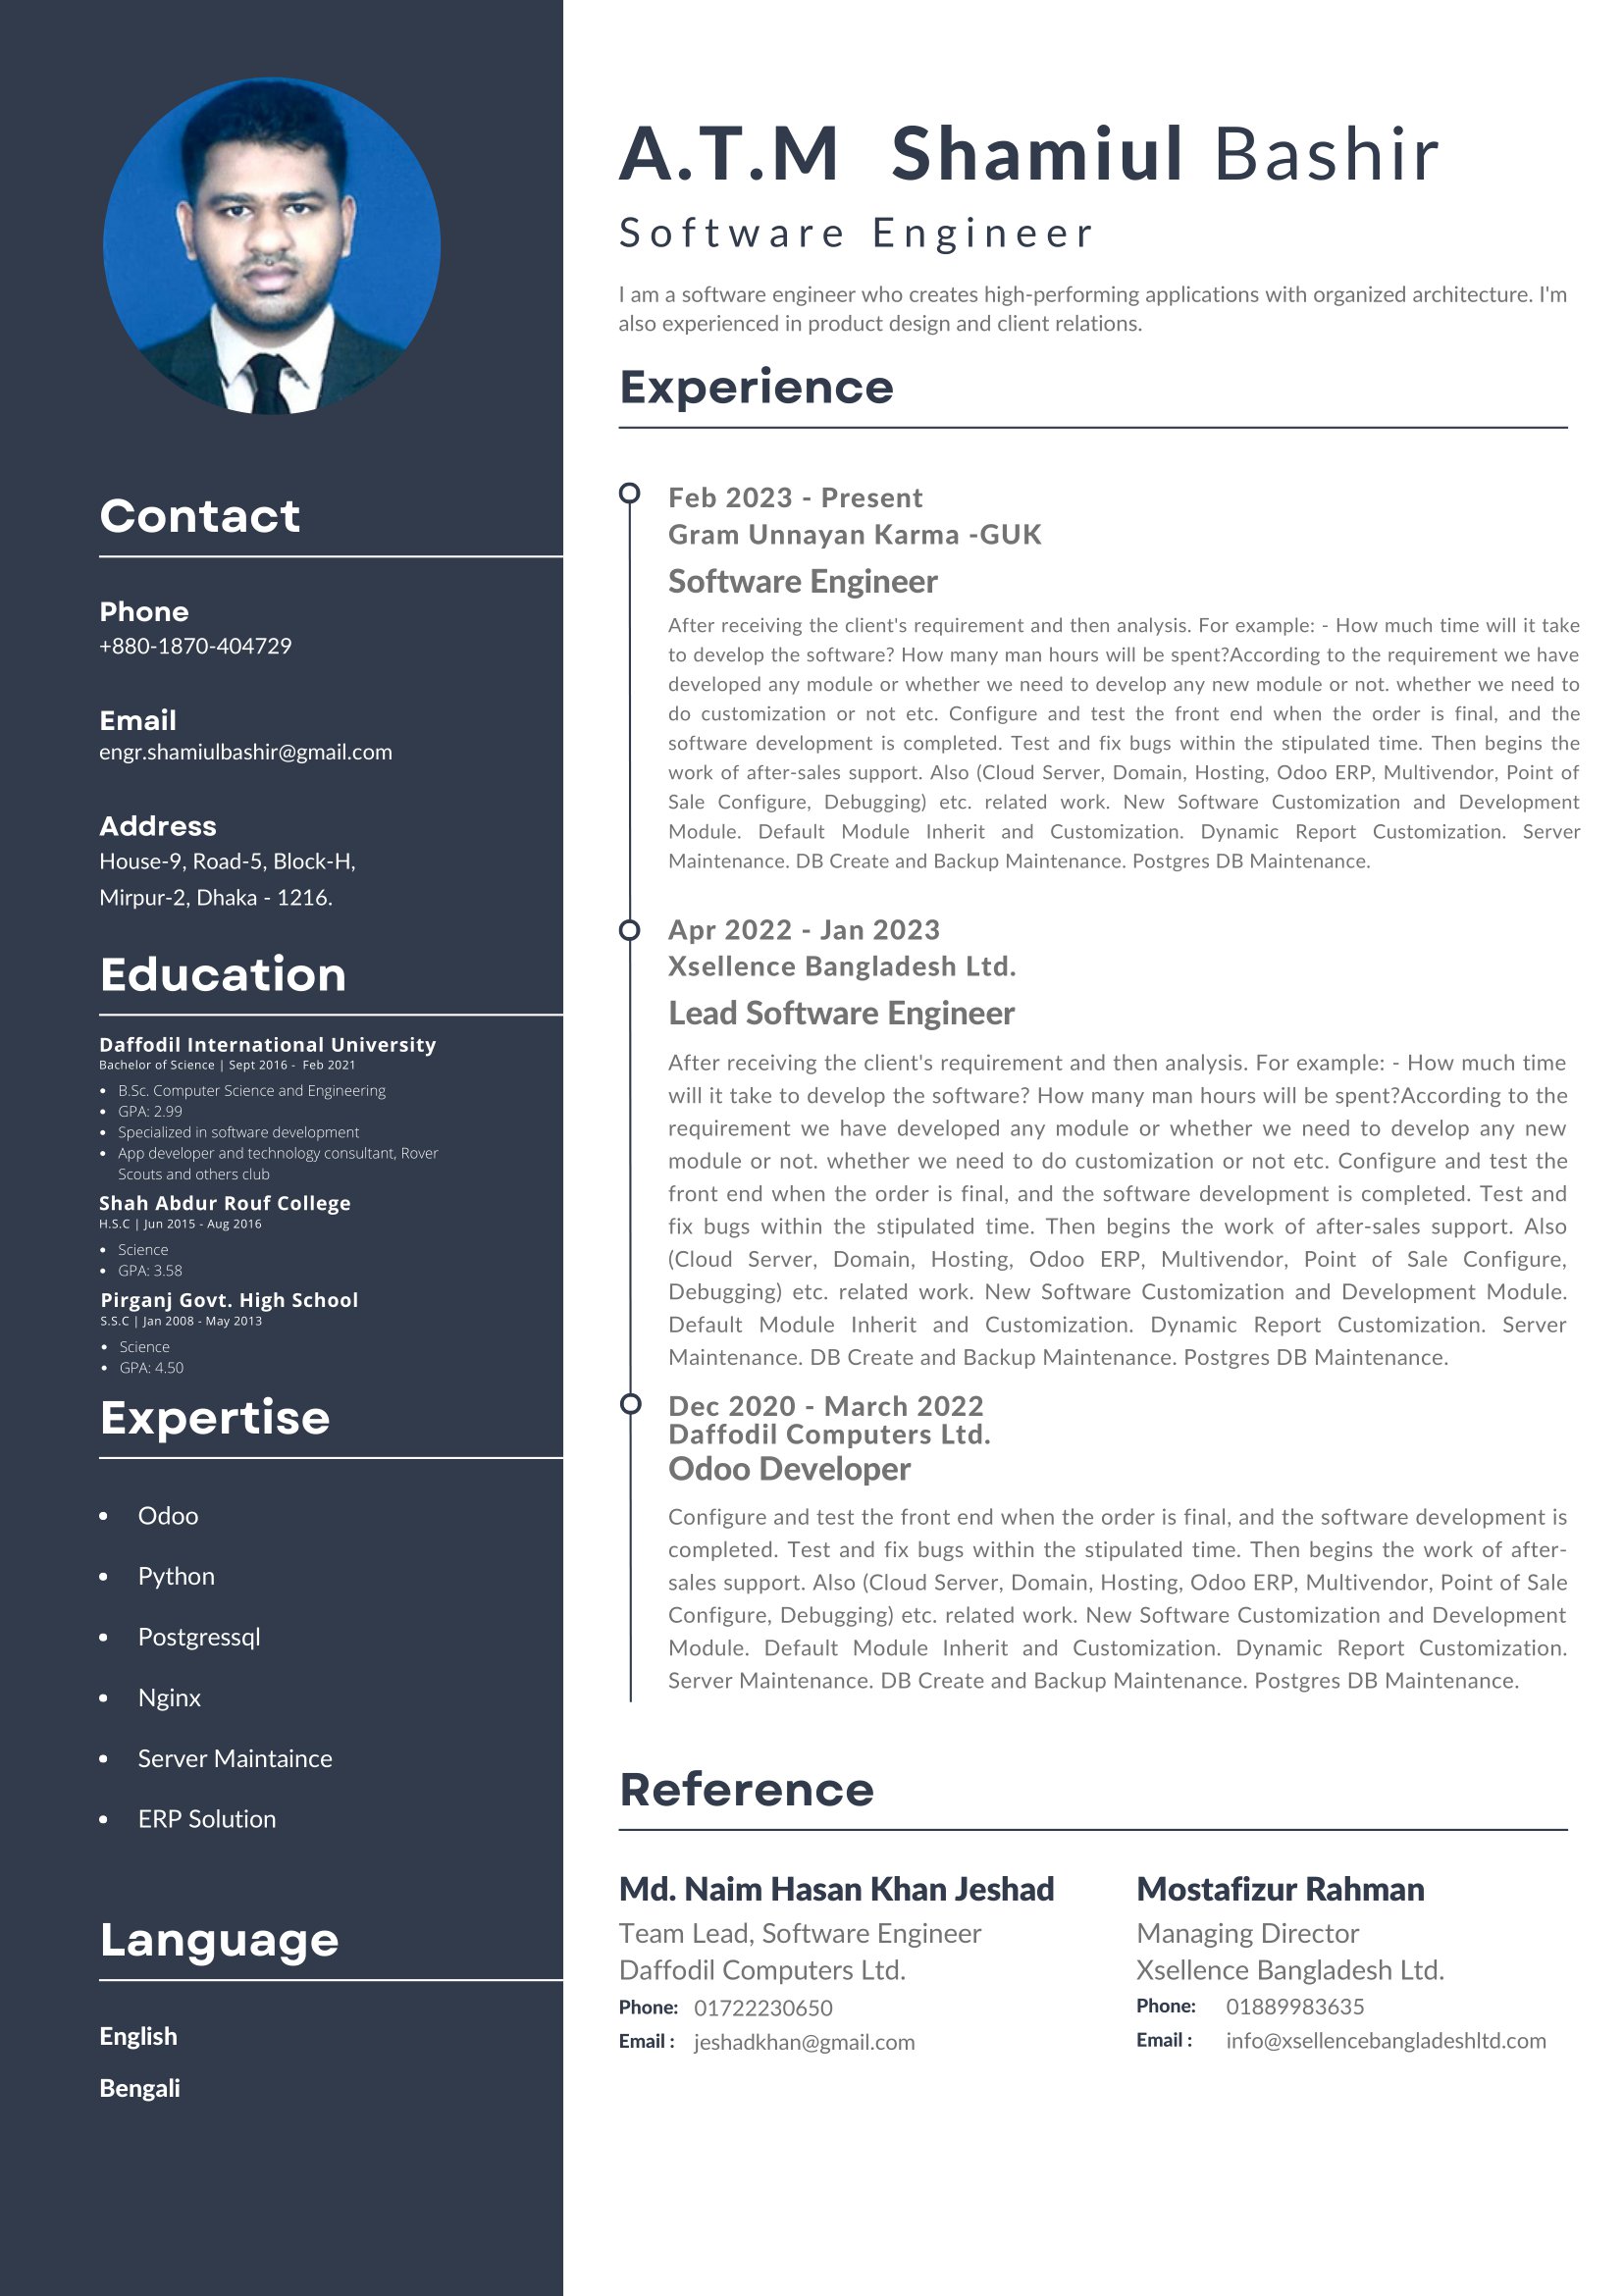 A.T.M Shamiul Bashir
Software Engineer
I am a software engineer who creates high-performing applications with organized architecture. I'm
also experienced in product design and client relations.
Contact
Phone
+880-1870-404729
Email
engr.shamiulbashir@gmail.com
Address
House-9, Road-5, Block-H,
Mirpur-2, Dhaka - 1216.
Education
Daffodil International University
Bachelor of Science | Sept 2016 - Feb 2021
• B.Sc. Computer Science and Engineering
• GPA: 2.99
• Specialized in software development
• App developer and technology consultant, Rover
Scouts and others club
Shah Abdur Rouf College
H.S.C | Jun 2015 - Aug 2016
• Science
• GPA: 3.58
Pirganj Govt. High School
S.S.C | Jan 2008 - May 2013
• Science
• GPA: 4.50
Expertise
• Odoo
• Python
• Postgressql
• Nginx
• Server Maintaince
• ERP Solution
Language
English
Bengali
Experience
Feb 2023 - Present
Gram Unnayan Karma -GUK
Software Engineer
After receiving the client's requirement and then analysis. For example: - How much time will it take
to develop the software? How many man hours will be spent?According to the requirement we have
developed any module or whether we need to develop any new module or not. whether we need to
do customization or not etc. Configure and test the front end when the order is final, and the
software development is completed. Test and fix bugs within the stipulated time. Then begins the
work of after-sales support. Also (Cloud Server, Domain, Hosting, Odoo ERP, Multivendor, Point of
Sale Configure, Debugging) etc. related work. New Software Customization and Development
Module. Default Module Inherit and Customization. Dynamic Report Customization. Server
Maintenance. DB Create and Backup Maintenance. Postgres DB Maintenance.
Apr 2022 - Jan 2023
Xsellence Bangladesh Ltd.
Lead Software Engineer
After receiving the client's requirement and then analysis. For example: - How much time
will it take to develop the software? How many man hours will be spent?According to the
requirement we have developed any module or whether we need to develop any new
module or not. whether we need to do customization or not etc. Configure and test the
front end when the order is final, and the software development is completed. Test and
fix bugs within the stipulated time. Then begins the work of after-sales support. Also
(Cloud Server, Domain, Hosting, Odoo ERP, Multivendor, Point of Sale Configure,
Debugging) etc. related work. New Software Customization and Development Module.
Default Module Inherit and Customization. Dynamic Report Customization. Server
Maintenance. DB Create and Backup Maintenance. Postgres DB Maintenance.
Dec 2020 - March 2022
Daffodil Computers Ltd.
Odoo Developer
Configure and test the front end when the order is final, and the software development is
completed. Test and fix bugs within the stipulated time. Then begins the work of after-
sales support. Also (Cloud Server, Domain, Hosting, Odoo ERP, Multivendor, Point of Sale
Configure, Debugging) etc. related work. New Software Customization and Development
Module. Default Module Inherit and Customization. Dynamic Report Customization.
Server Maintenance. DB Create and Backup Maintenance. Postgres DB Maintenance.
Reference
Md. Naim Hasan Khan Jeshad
Team Lead, Software Engineer
Daffodil Computers Ltd.
Phone: 01722230650
Email : jeshadkhan@gmail.com
Mostafizur Rahman
Managing Director
Xsellence Bangladesh Ltd.
Phone: 01889983635
Email : info@xsellencebangladeshltd.com